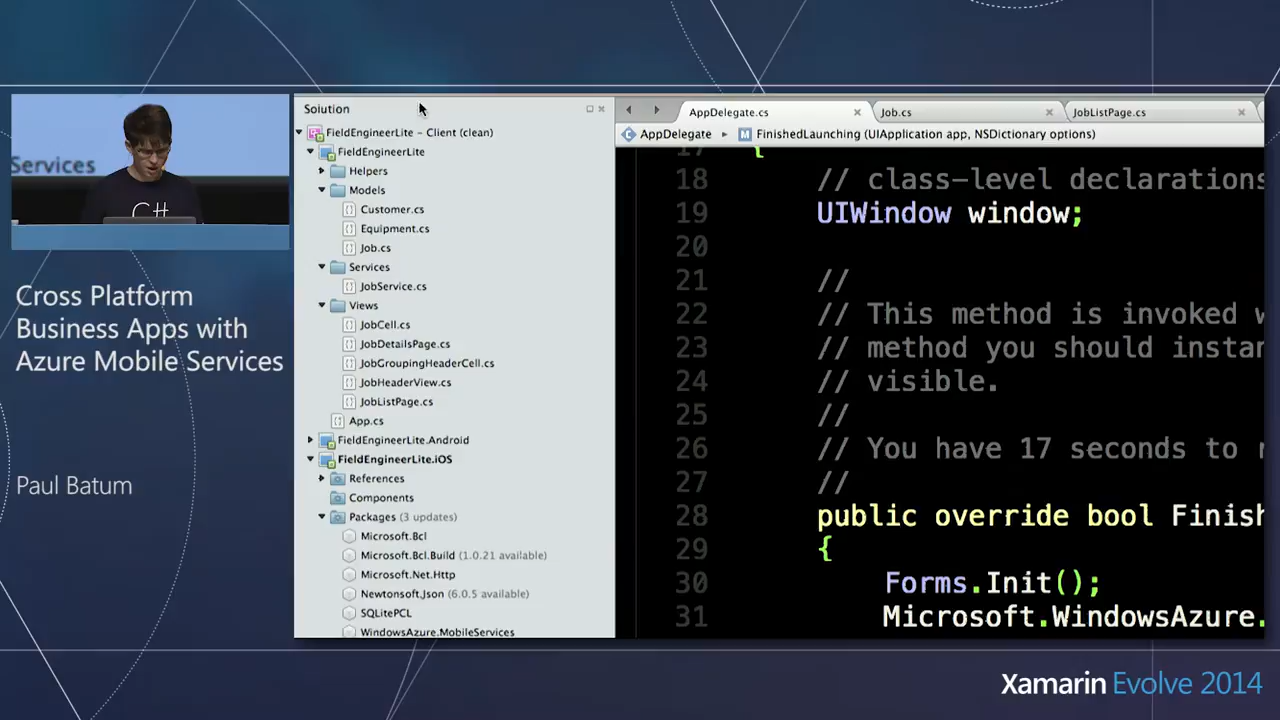 Services
C#
Cross Platform
Business Apps with
Azure Mobile Services
Paul Batum
Solution
FieldEngineerLite - Client (clean)
FieldEngineerLite
Helpers
Models
Customer.cs
Equipment.cs
Job.cs
Services
JobService.cs
Views
JobCell.cs
JobDetailsPage.cs
JobGroupingHeaderCell.cs
JobHeaderView.cs
JobListPage.cs
App.cs
FieldEngineerLite.Android
FieldEngineerLite.iOS
References
Components
Packages (3 updates)
Microsoft.Bcl
Microsoft.Bcl.Build (1.0.21 available)
Microsoft.Net.Http
Newtonsoft.Json (6.0.5 available)
SQLitePCL
WindowsAzure.MobileServices
AppDelegate.cs
Job.cs
JobListPage.cs
AppDelegate
M FinishedLaunching (UIApplication app, NSDictionary options)
17 {
18 // class-level declarations
19 UIWindow window;
20
21 //
22 // This method is invoked
23 // method you should instan
24 // visible.
25 //
26 // You have 17 seconds to
27 //
28 public override bool Finish
29 {
30 Forms.Init();
31 Microsoft.WindowsAzure.
Xamarin Evolve 2014